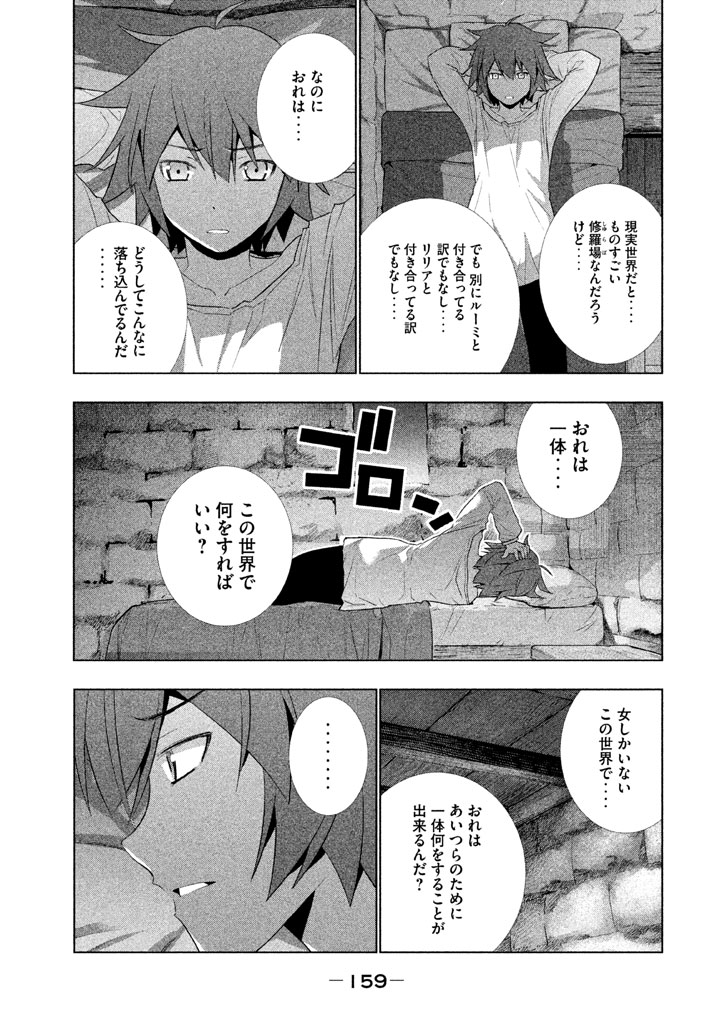 現実世界だと‥‥
ものすごい
修羅場なんだろう
しゅらば
けど‥‥
でも 別にルーミと
付き合ってる
訳でもなし‥‥
リリアと
付き合ってる訳
でもなし‥‥
なのに
おれは‥‥
どうしてこんなに
落ち込んでるんだ
‥‥‥
おれは
一体‥‥
ゴロン
この世界で
何をすれば
いい？
女しかいない
この世界で‥‥
おれは
あいつらのために
一体何をすることが
出来るんだ？
‥‥‥‥
—159—